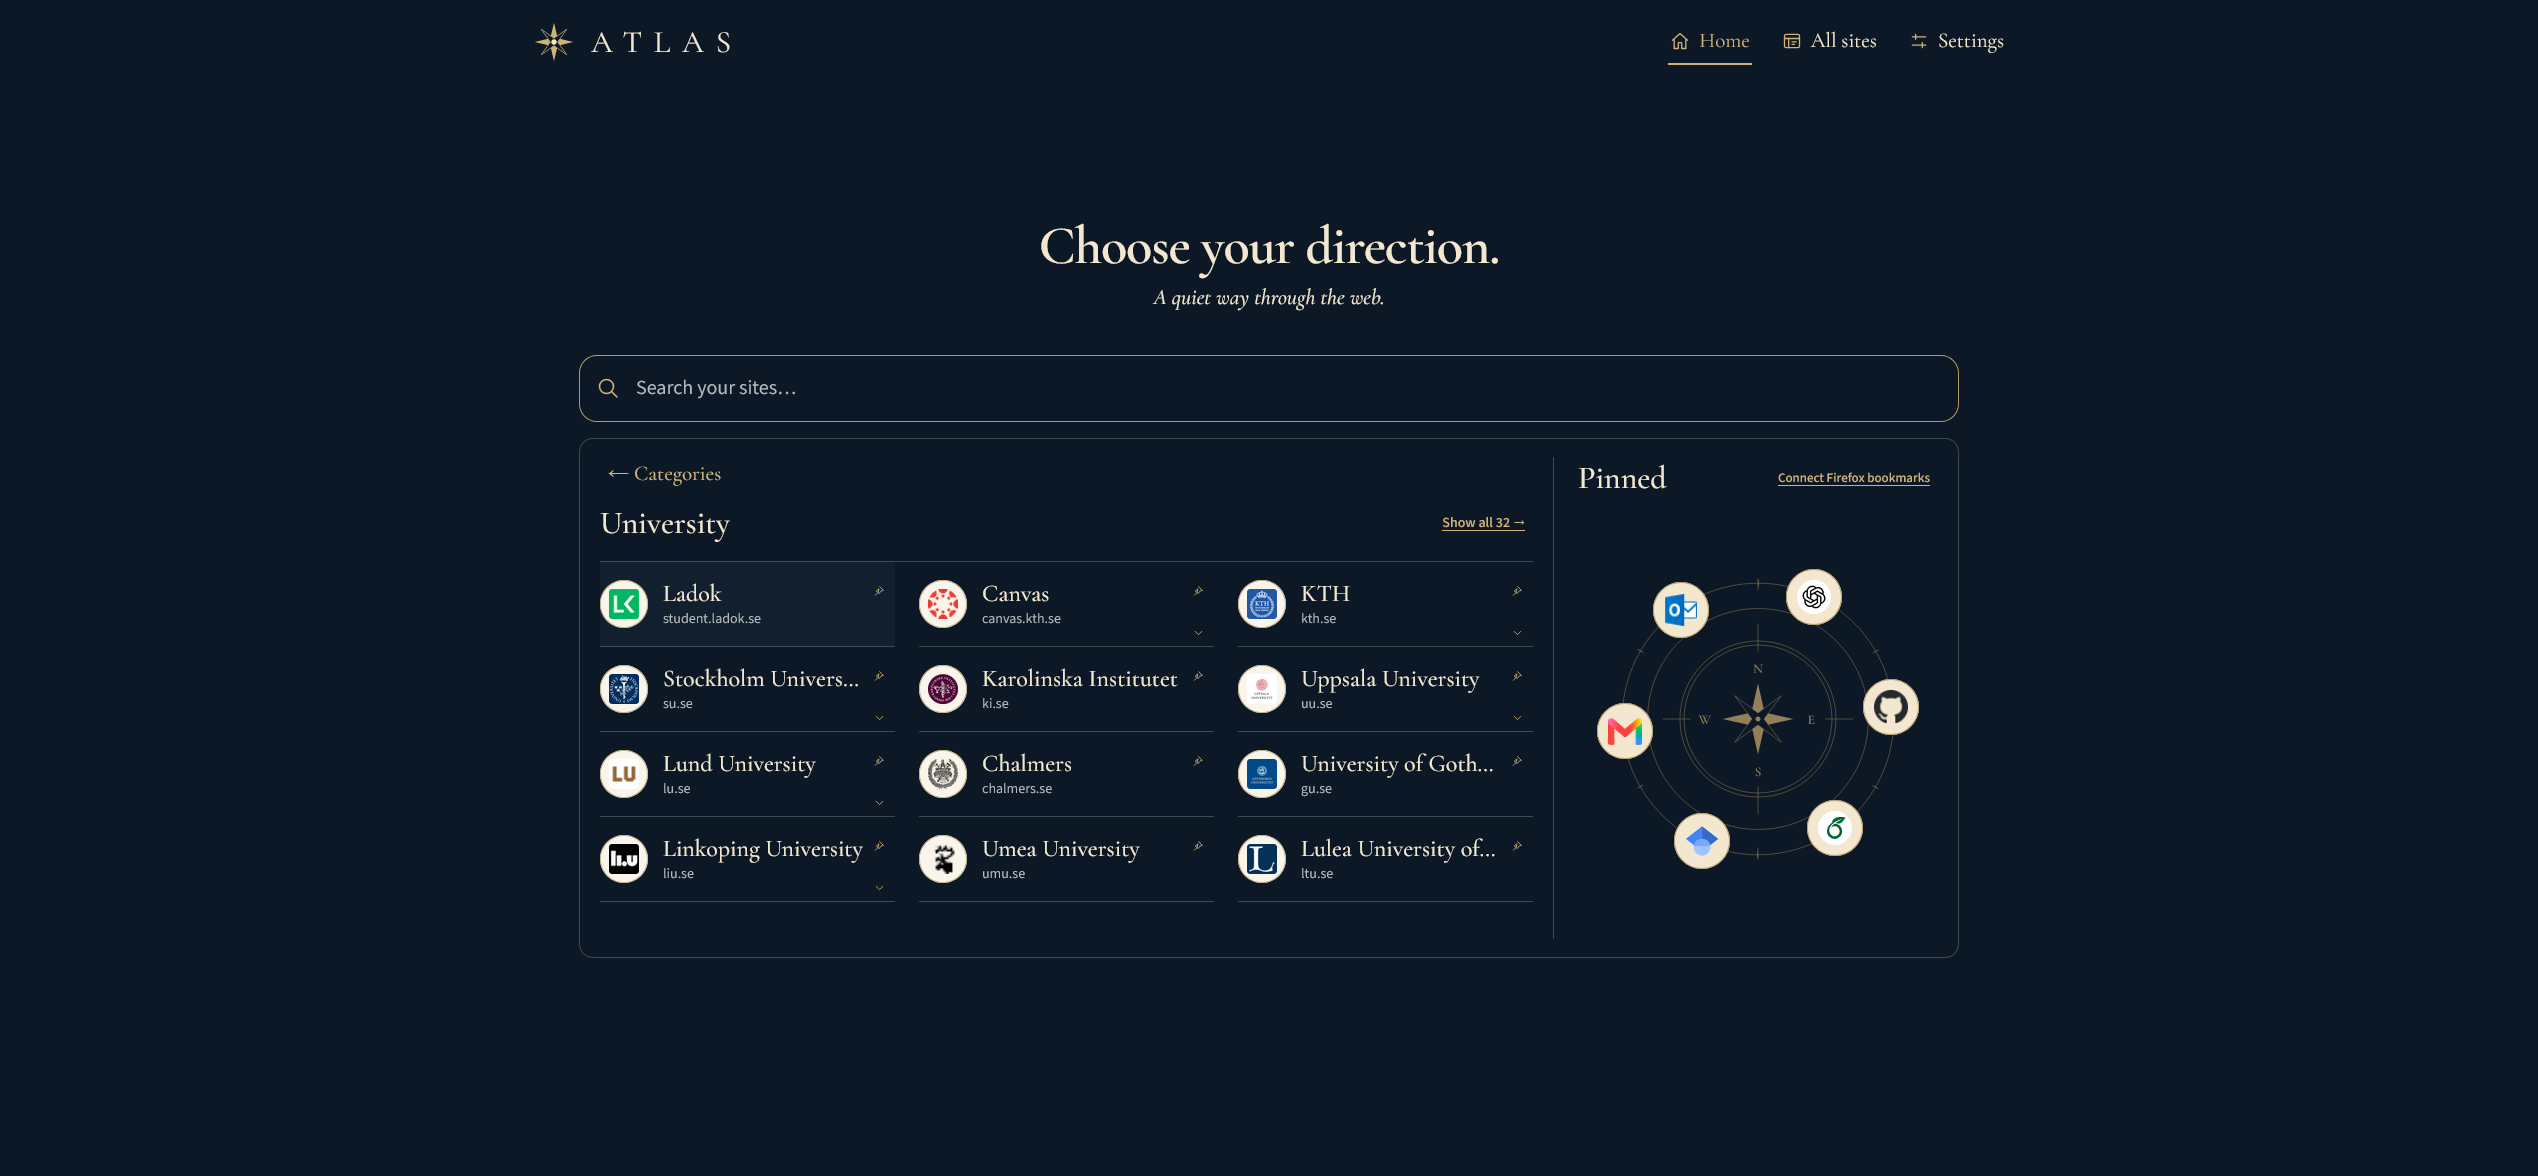 ATLAS
Home
All sites
Settings
Choose your direction.
A quiet way through the web.
Search your sites...
← Categories
University
Show all 32 →
Ladok
student.ladok.se
Canvas
canvas.kth.se
KTH
KTH
kth.se
Stockholm Univers...
su.se
Karolinska Institutet
ki.se
Uppsala University
uu.se
LU
Lund University
lu.se
Chalmers
chalmers.se
University of Goth...
gu.se
li.u
Linkoping University
liu.se
Umea University
umu.se
L
Lulea University of...
ltu.se
Pinned
Connect Firefox bookmarks
N
W
E
S